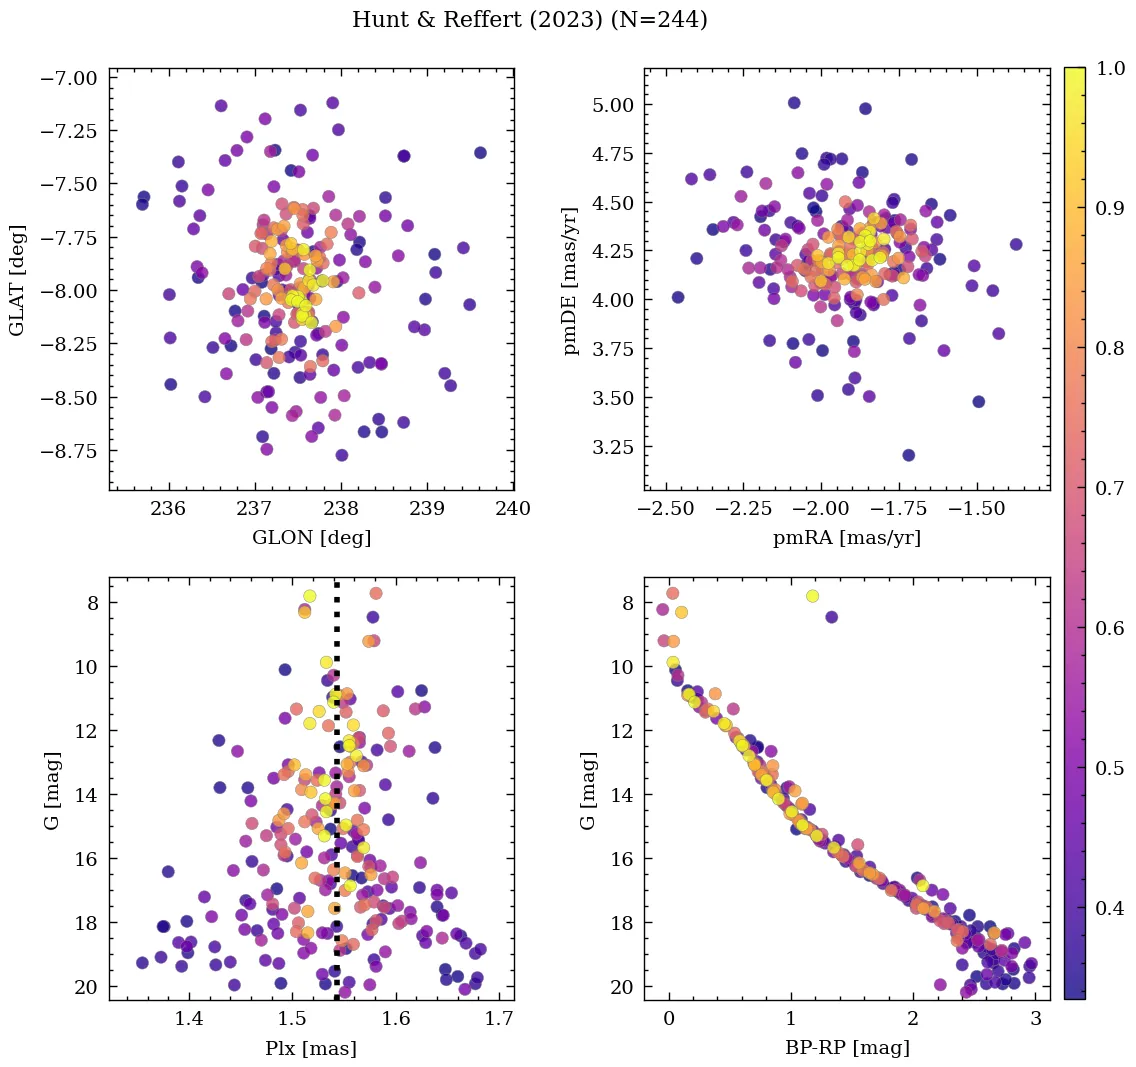 Hunt & Reffert (2023) (N=244)
−7.00
−7.25
−7.50
−7.75
−8.00
−8.25
−8.50
−8.75
GLAT [deg]
236 237 238 239 240
GLON [deg]
5.00
4.75
4.50
4.25
4.00
3.75
3.50
3.25
pmDE [mas/yr]
−2.50 −2.25 −2.00 −1.75 −1.50
pmRA [mas/yr]
8
10
12
14
16
18
20
G [mag]
1.4 1.5 1.6 1.7
Plx [mas]
8
10
12
14
16
18
20
G [mag]
0 1 2 3
BP-RP [mag]
1.0
0.9
0.8
0.7
0.6
0.5
0.4